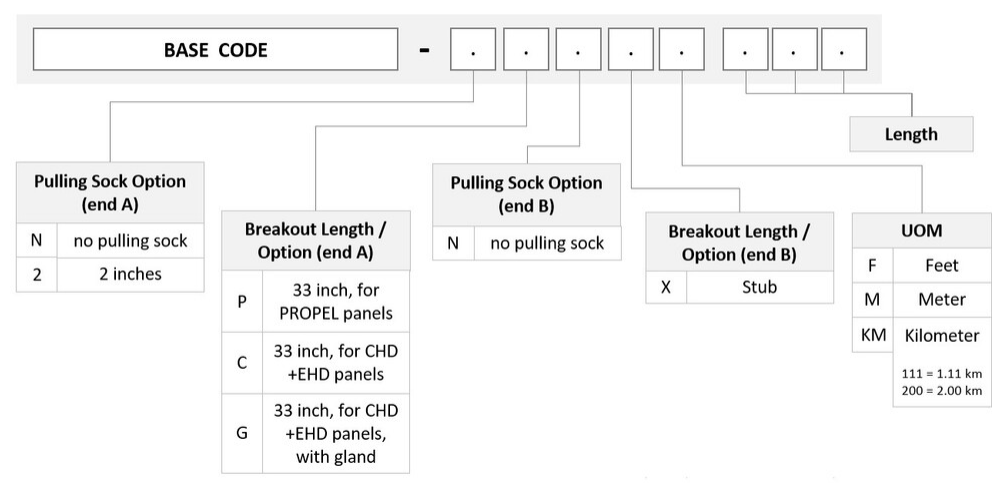 BASE CODE - . . . . . . . .
Length
Pulling Sock Option
(end A)
N no pulling sock
2 2 inches
Breakout Length /
Option (end A)
P 33 inch, for
PROPEL panels
C 33 inch, for CHD
+EHD panels
G 33 inch, for CHD
+EHD panels,
with gland
Pulling Sock Option
(end B)
N no pulling sock
Breakout Length /
Option (end B)
X Stub
UOM
F Feet
M Meter
KM Kilometer
111 = 1.11 km
200 = 2.00 km